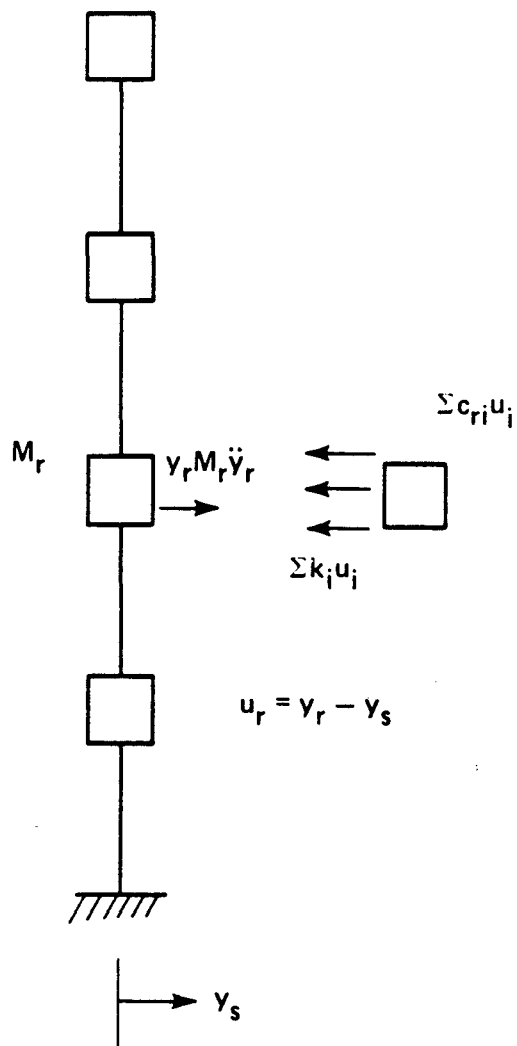 Σc_{ri}u_i
M_r
y_rM_rÿ_r
Σk_iu_i
u_r = y_r − y_s
y_s